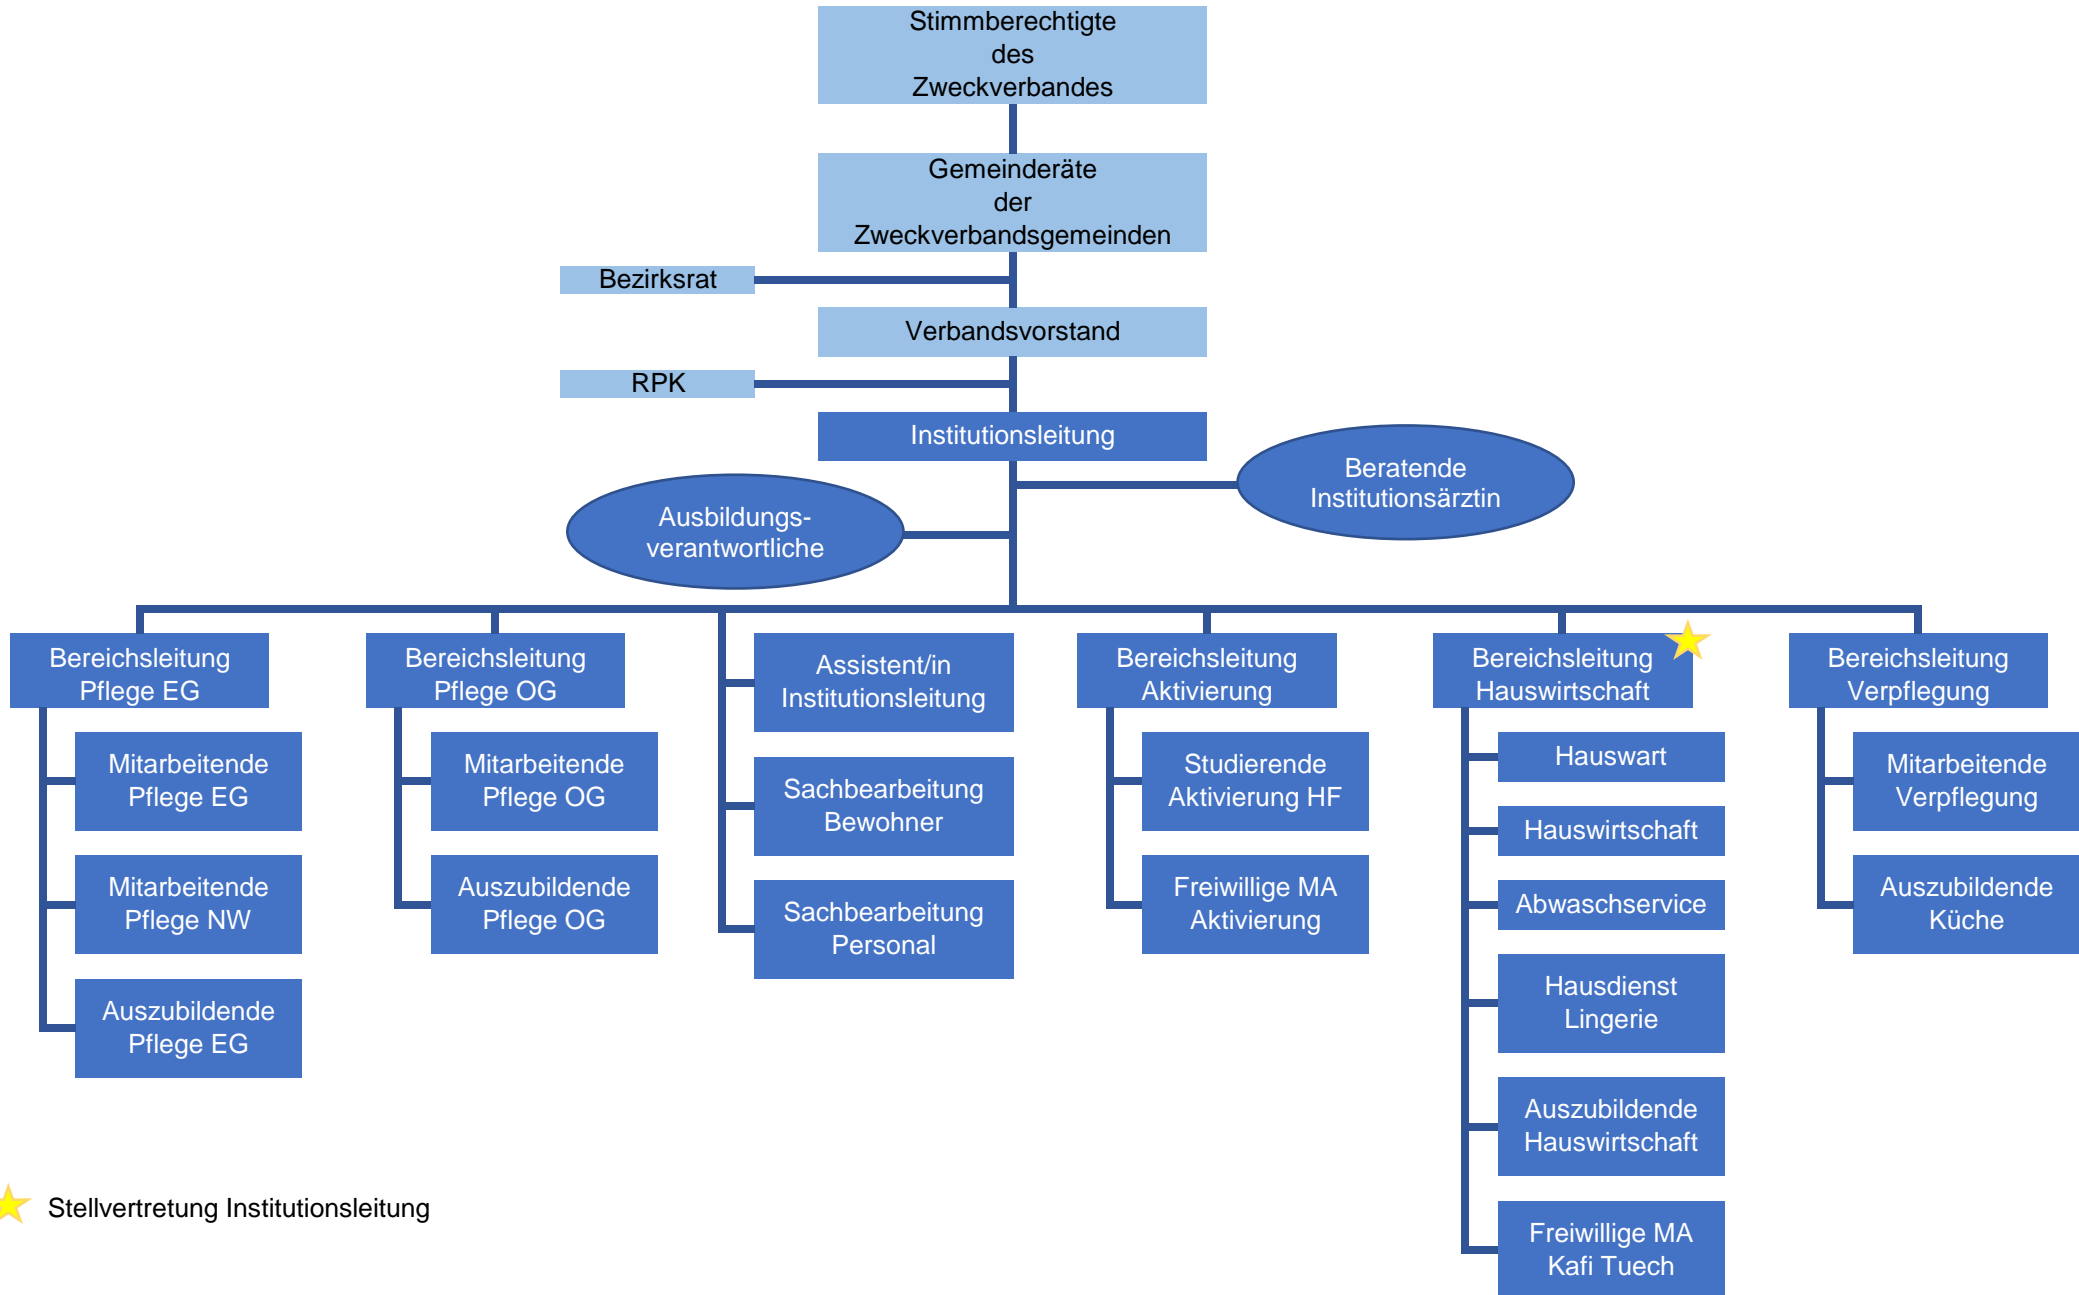 Stimmberechtigte
des
Zweckverbandes
Gemeinderäte
der
Zweckverbandsgemeinden
Bezirksrat
Verbandsvorstand
RPK
Institutionsleitung
Beratende
Institutionsärztin
Ausbildungs-
verantwortliche
Bereichsleitung
Pflege EG
Mitarbeitende
Pflege EG
Mitarbeitende
Pflege NW
Auszubildende
Pflege EG
Bereichsleitung
Pflege OG
Mitarbeitende
Pflege OG
Auszubildende
Pflege OG
Assistent/in
Institutionsleitung
Sachbearbeitung
Bewohner
Sachbearbeitung
Personal
Bereichsleitung
Aktivierung
Studierende
Aktivierung HF
Freiwillige MA
Aktivierung
Bereichsleitung
Hauswirtschaft
Hauswart
Hauswirtschaft
Abwaschservice
Hausdienst
Lingerie
Auszubildende
Hauswirtschaft
Freiwillige MA
Kafi Tuech
Bereichsleitung
Verpflegung
Mitarbeitende
Verpflegung
Auszubildende
Küche
Stellvertretung Institutionsleitung